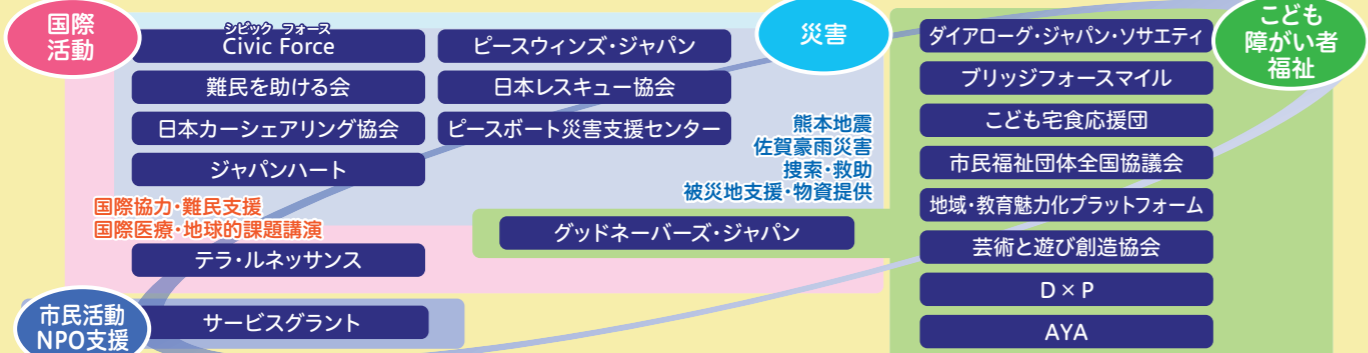 国際
活動
シビック フォース
Civic Force
難民を助ける会
日本カーシェアリング協会
ジャパンハート
ピースウィンズ・ジャパン
日本レスキュー協会
ピースボート災害支援センター
災害
熊本地震
佐賀豪雨災害
捜索・救助
被災地支援・物資提供
国際協力・難民支援
国際医療・地球的課題講演
テラ・ルネッサンス
グッドネーバーズ・ジャパン
市民活動
NPO支援
サービスグラント
こども
障がい者
福祉
ダイアローグ・ジャパン・ソサエティ
ブリッジフォースマイル
こども宅食応援団
市民福祉団体全国協議会
地域・教育魅力化プラットフォーム
芸術と遊び創造協会
D×P
AYA